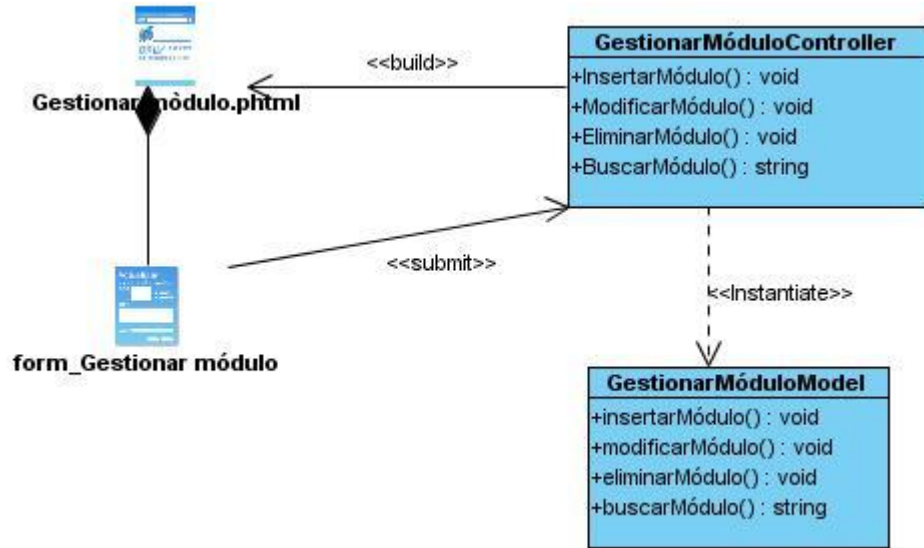 Gestionar mòdulo.phtml
<<build>>
GestionarMóduloController
+InsertarMódulo() : void
+ModificarMódulo() : void
+EliminarMódulo() : void
+BuscarMódulo() : string
<<submit>>
form_Gestionar módulo
<<Instantiate>>
GestionarMóduloModel
+insertarMódulo() : void
+modificarMódulo() : void
+eliminarMódulo() : void
+buscarMódulo() : string